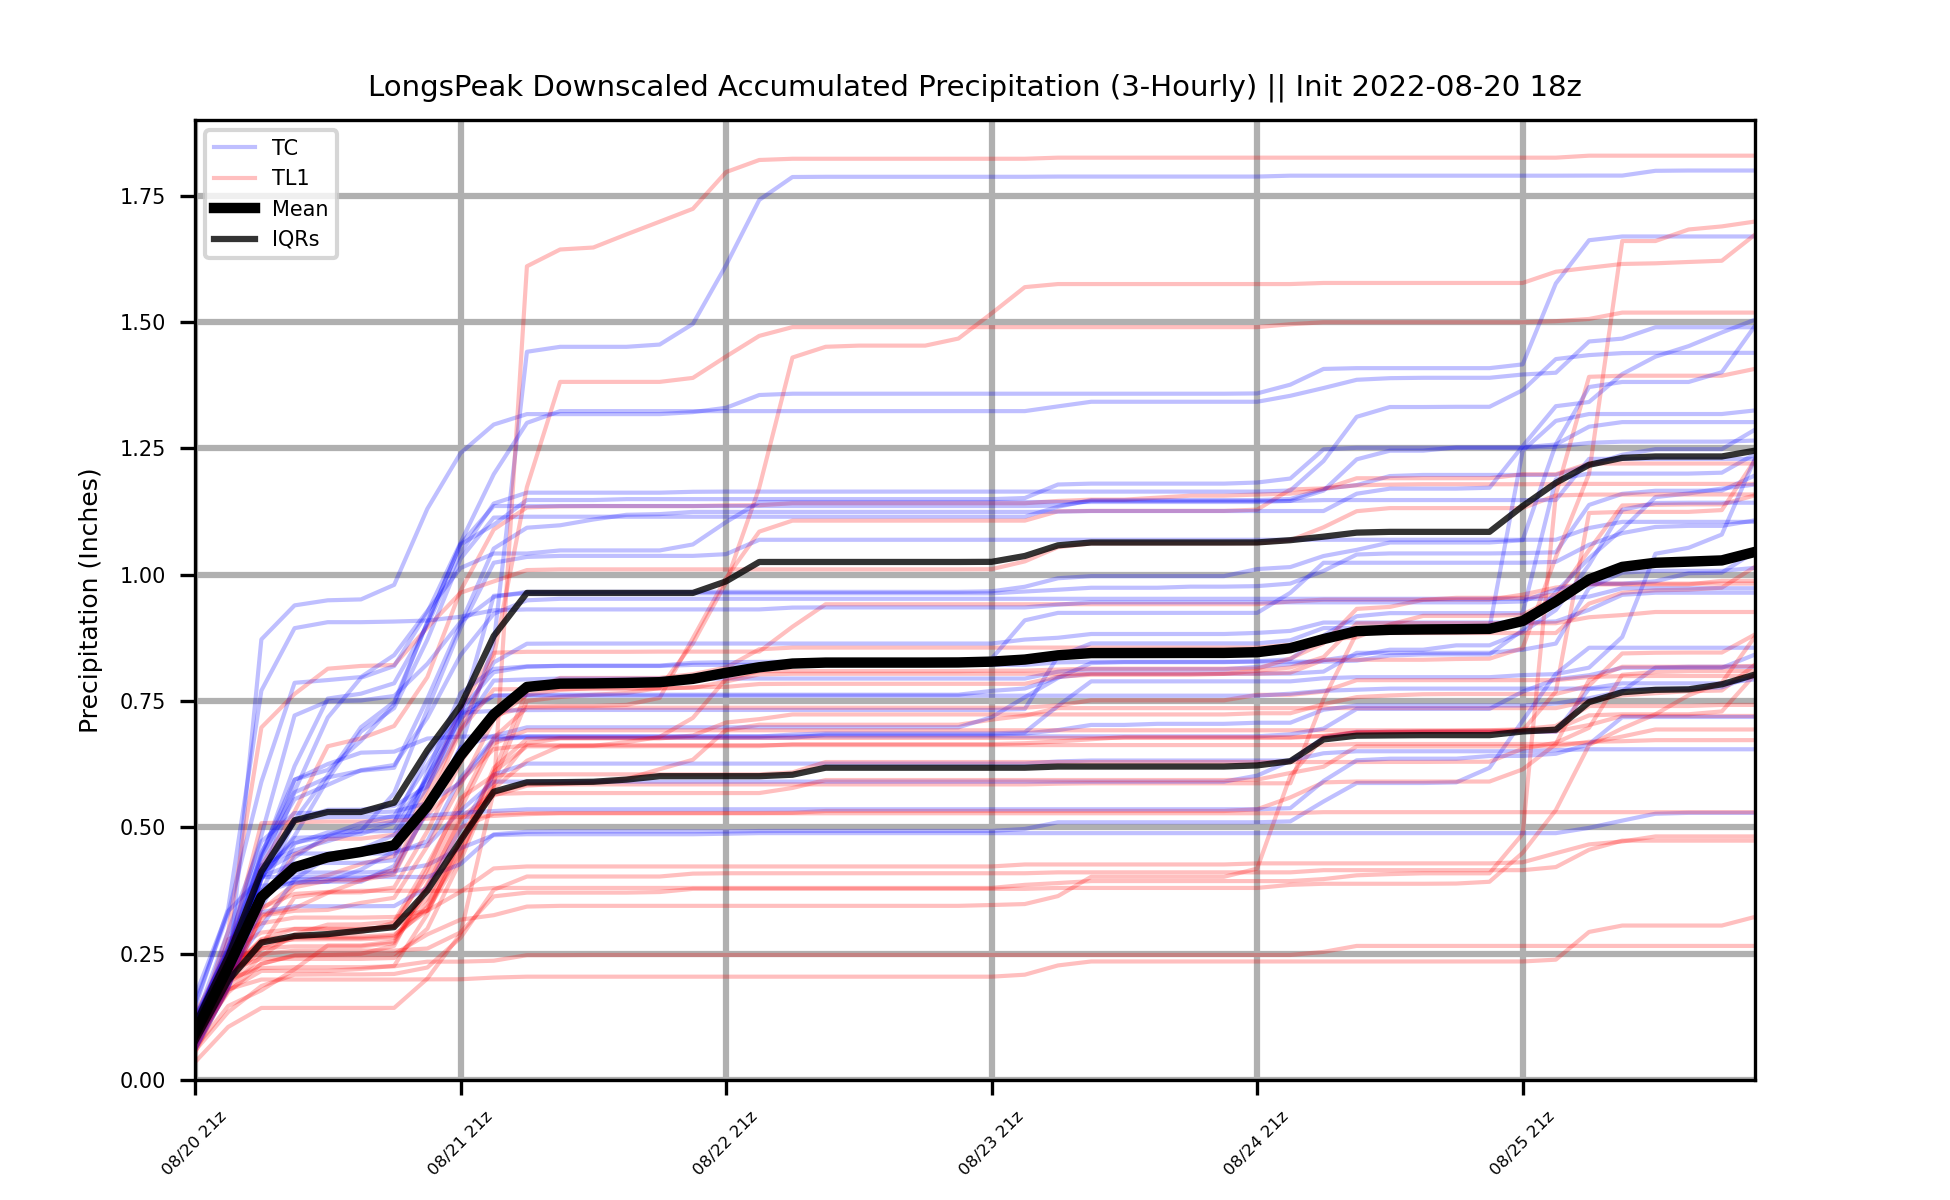 LongsPeak Downscaled Accumulated Precipitation (3-Hourly) || Init 2022-08-20 18z
TC
TL1
Mean
IQRs
Precipitation (Inches)
1.75
1.50
1.25
1.00
0.75
0.50
0.25
0.00
08/20 21z
08/21 21z
08/22 21z
08/23 21z
08/24 21z
08/25 21z